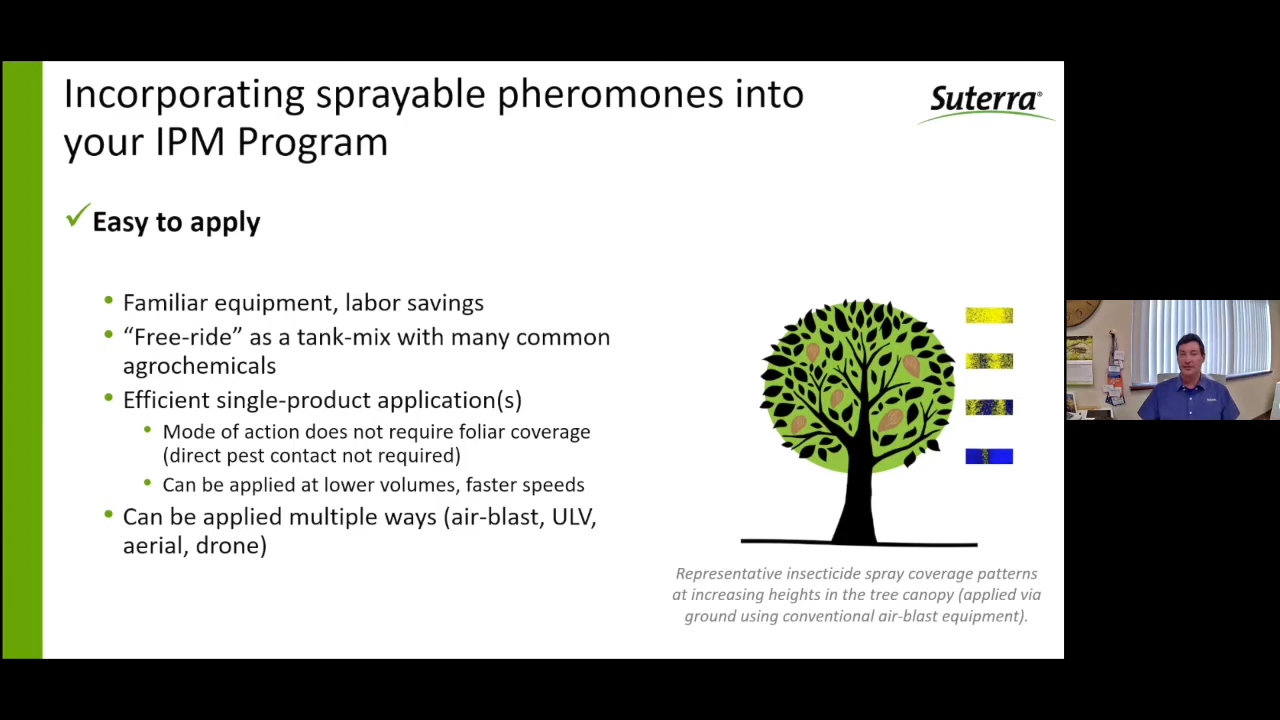 Incorporating sprayable pheromones into
your IPM Program
Suterra®
Easy to apply
• Familiar equipment, labor savings
• “Free-ride” as a tank-mix with many common
agrochemicals
• Efficient single-product application(s)
• Mode of action does not require foliar coverage
(direct pest contact not required)
• Can be applied at lower volumes, faster speeds
• Can be applied multiple ways (air-blast, ULV,
aerial, drone)
Representative insecticide spray coverage patterns
at increasing heights in the tree canopy (applied via
ground using conventional air-blast equipment).